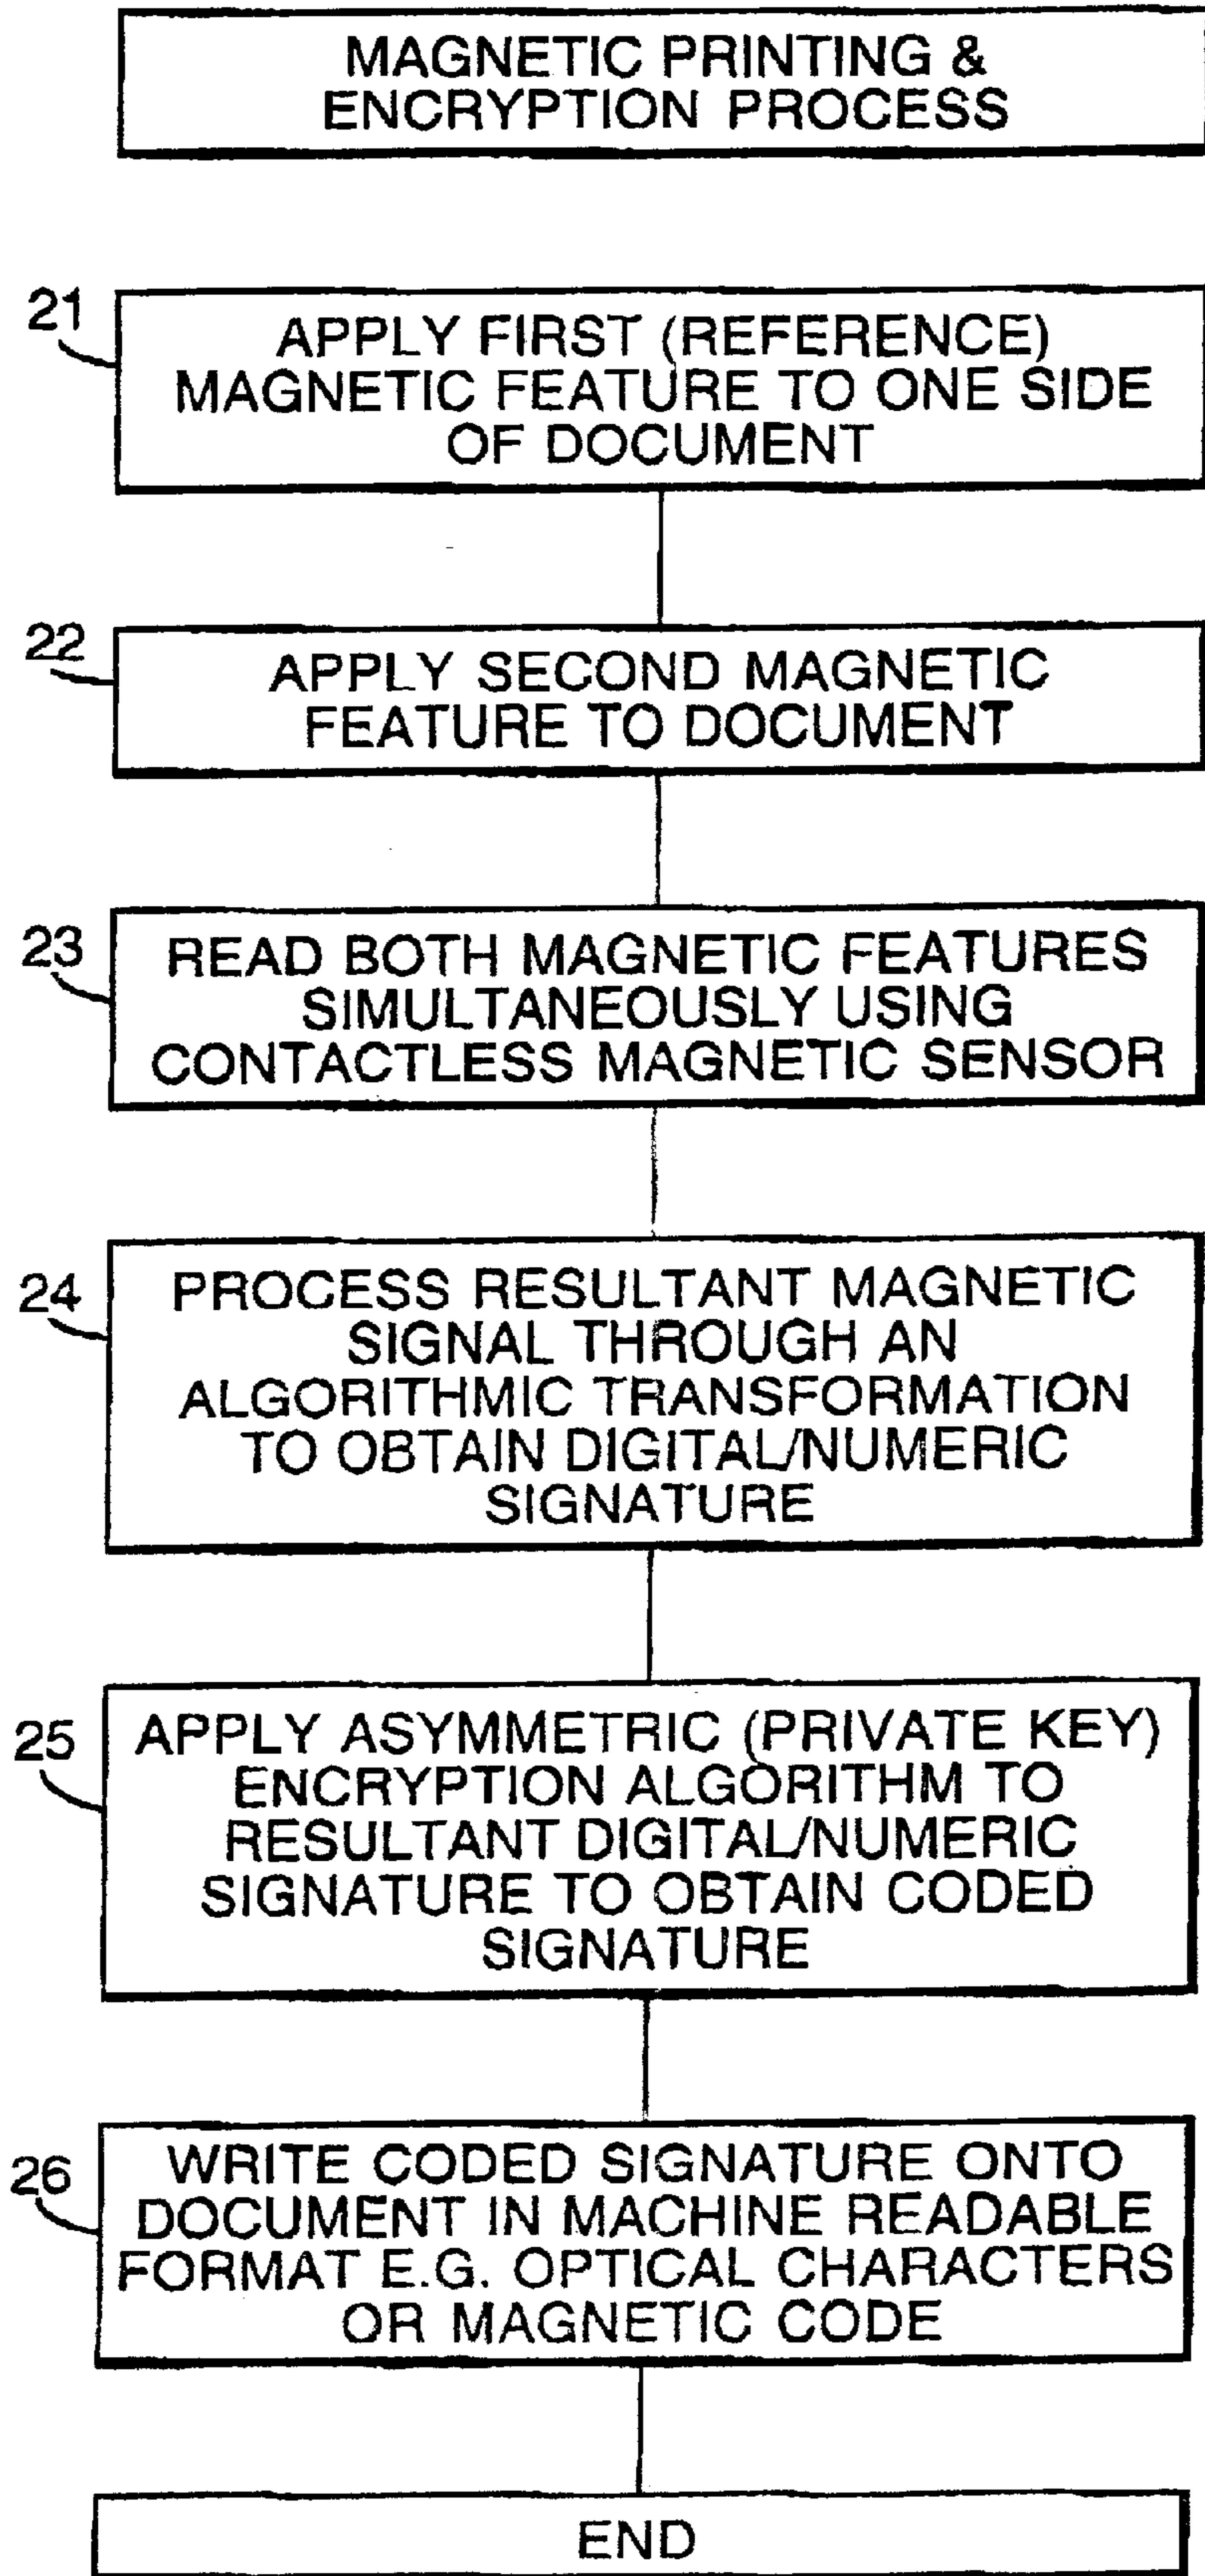 MAGNETIC PRINTING &
ENCRYPTION PROCESS
21
APPLY FIRST (REFERENCE)
MAGNETIC FEATURE TO ONE SIDE
OF DOCUMENT
22
APPLY SECOND MAGNETIC
FEATURE TO DOCUMENT
23
READ BOTH MAGNETIC FEATURES
SIMULTANEOUSLY USING
CONTACTLESS MAGNETIC SENSOR
24
PROCESS RESULTANT MAGNETIC
SIGNAL THROUGH AN
ALGORITHMIC TRANSFORMATION
TO OBTAIN DIGITAL/NUMERIC
SIGNATURE
25
APPLY ASYMMETRIC (PRIVATE KEY)
ENCRYPTION ALGORITHM TO
RESULTANT DIGITAL/NUMERIC
SIGNATURE TO OBTAIN CODED
SIGNATURE
26
WRITE CODED SIGNATURE ONTO
DOCUMENT IN MACHINE READABLE
FORMAT E.G. OPTICAL CHARACTERS
OR MAGNETIC CODE
END